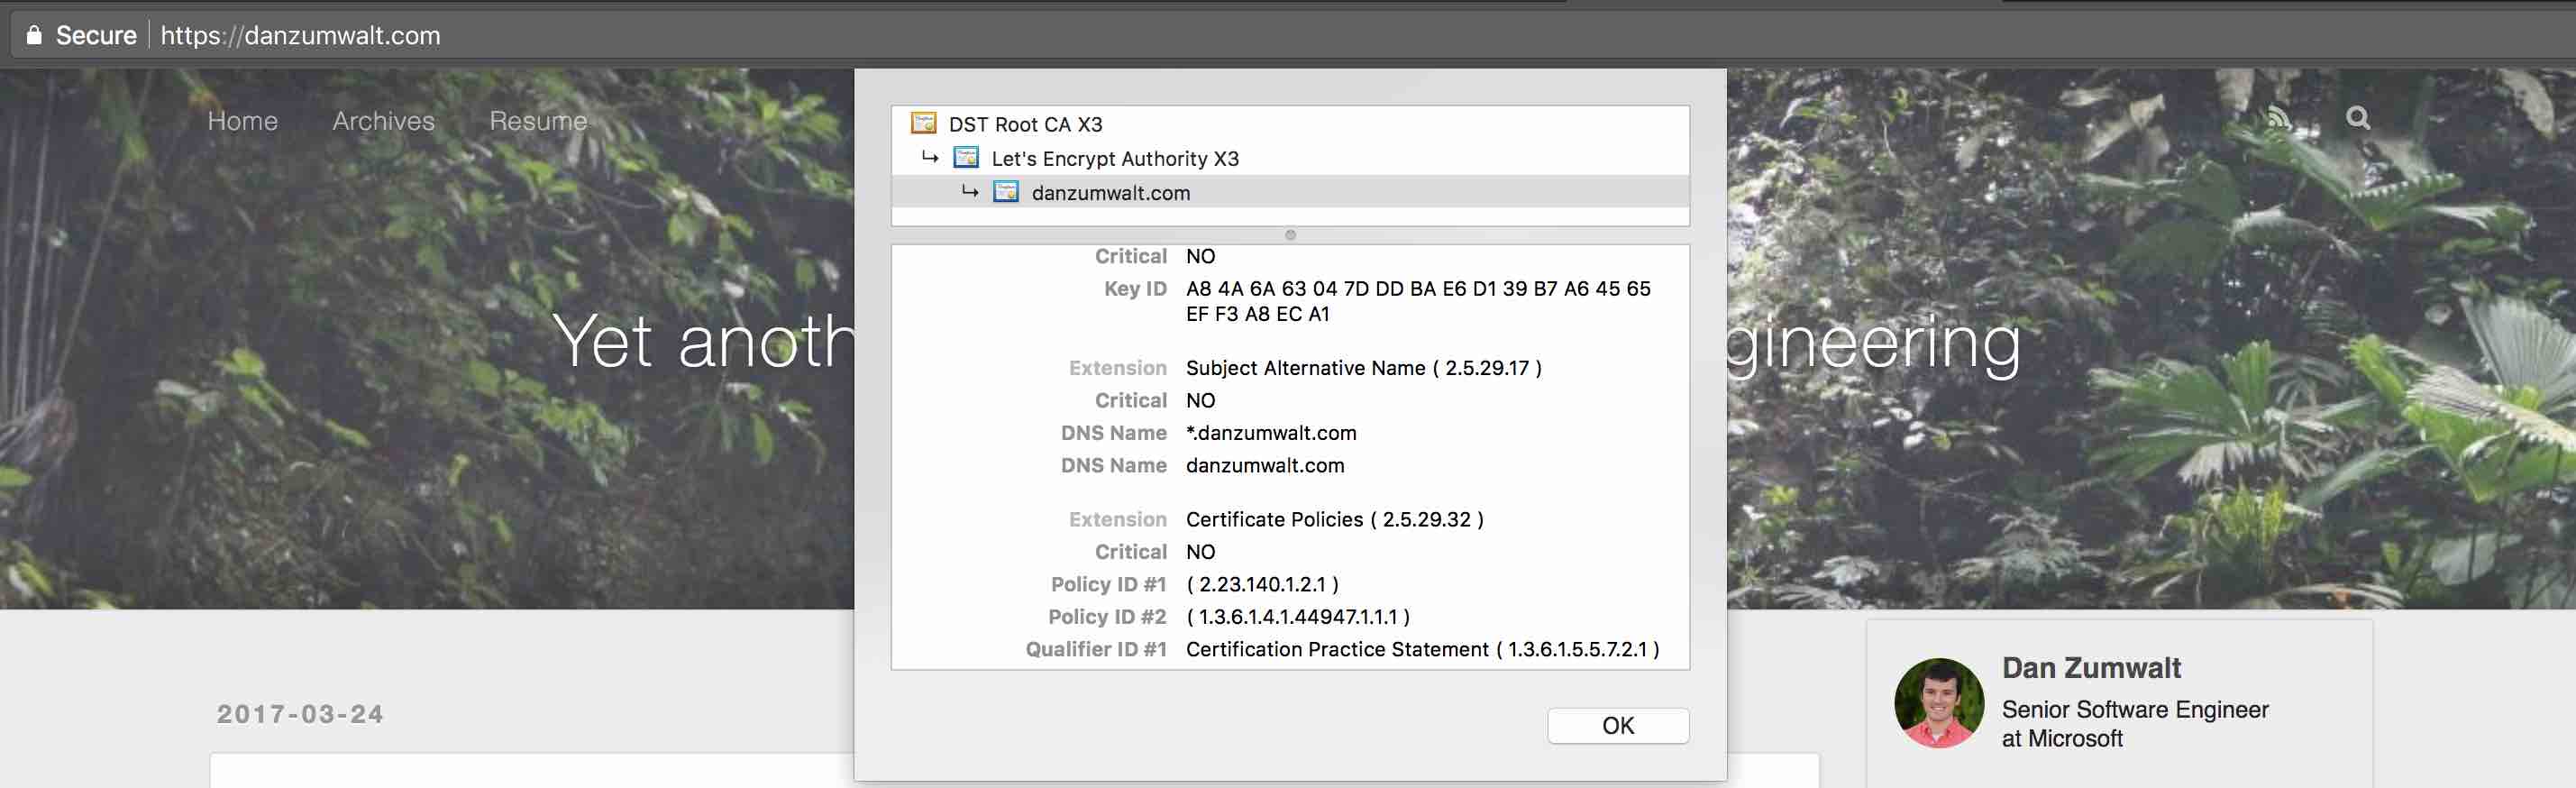 Secure https://danzumwalt.com
Home Archives Resume
DST Root CA X3
Let's Encrypt Authority X3
danzumwalt.com
Critical NO
Key ID A8 4A 6A 63 04 7D DD BA E6 D1 39 B7 A6 45 65
EF F3 A8 EC A1
Yet anoth
gineering
Extension Subject Alternative Name ( 2.5.29.17 )
Critical NO
DNS Name *.danzumwalt.com
DNS Name danzumwalt.com
Extension Certificate Policies ( 2.5.29.32 )
Critical NO
Policy ID #1 ( 2.23.140.1.2.1 )
Policy ID #2 ( 1.3.6.1.4.1.44947.1.1.1 )
Qualifier ID #1 Certification Practice Statement ( 1.3.6.1.5.5.7.2.1 )
OK
2017-03-24
Dan Zumwalt
Senior Software Engineer
at Microsoft